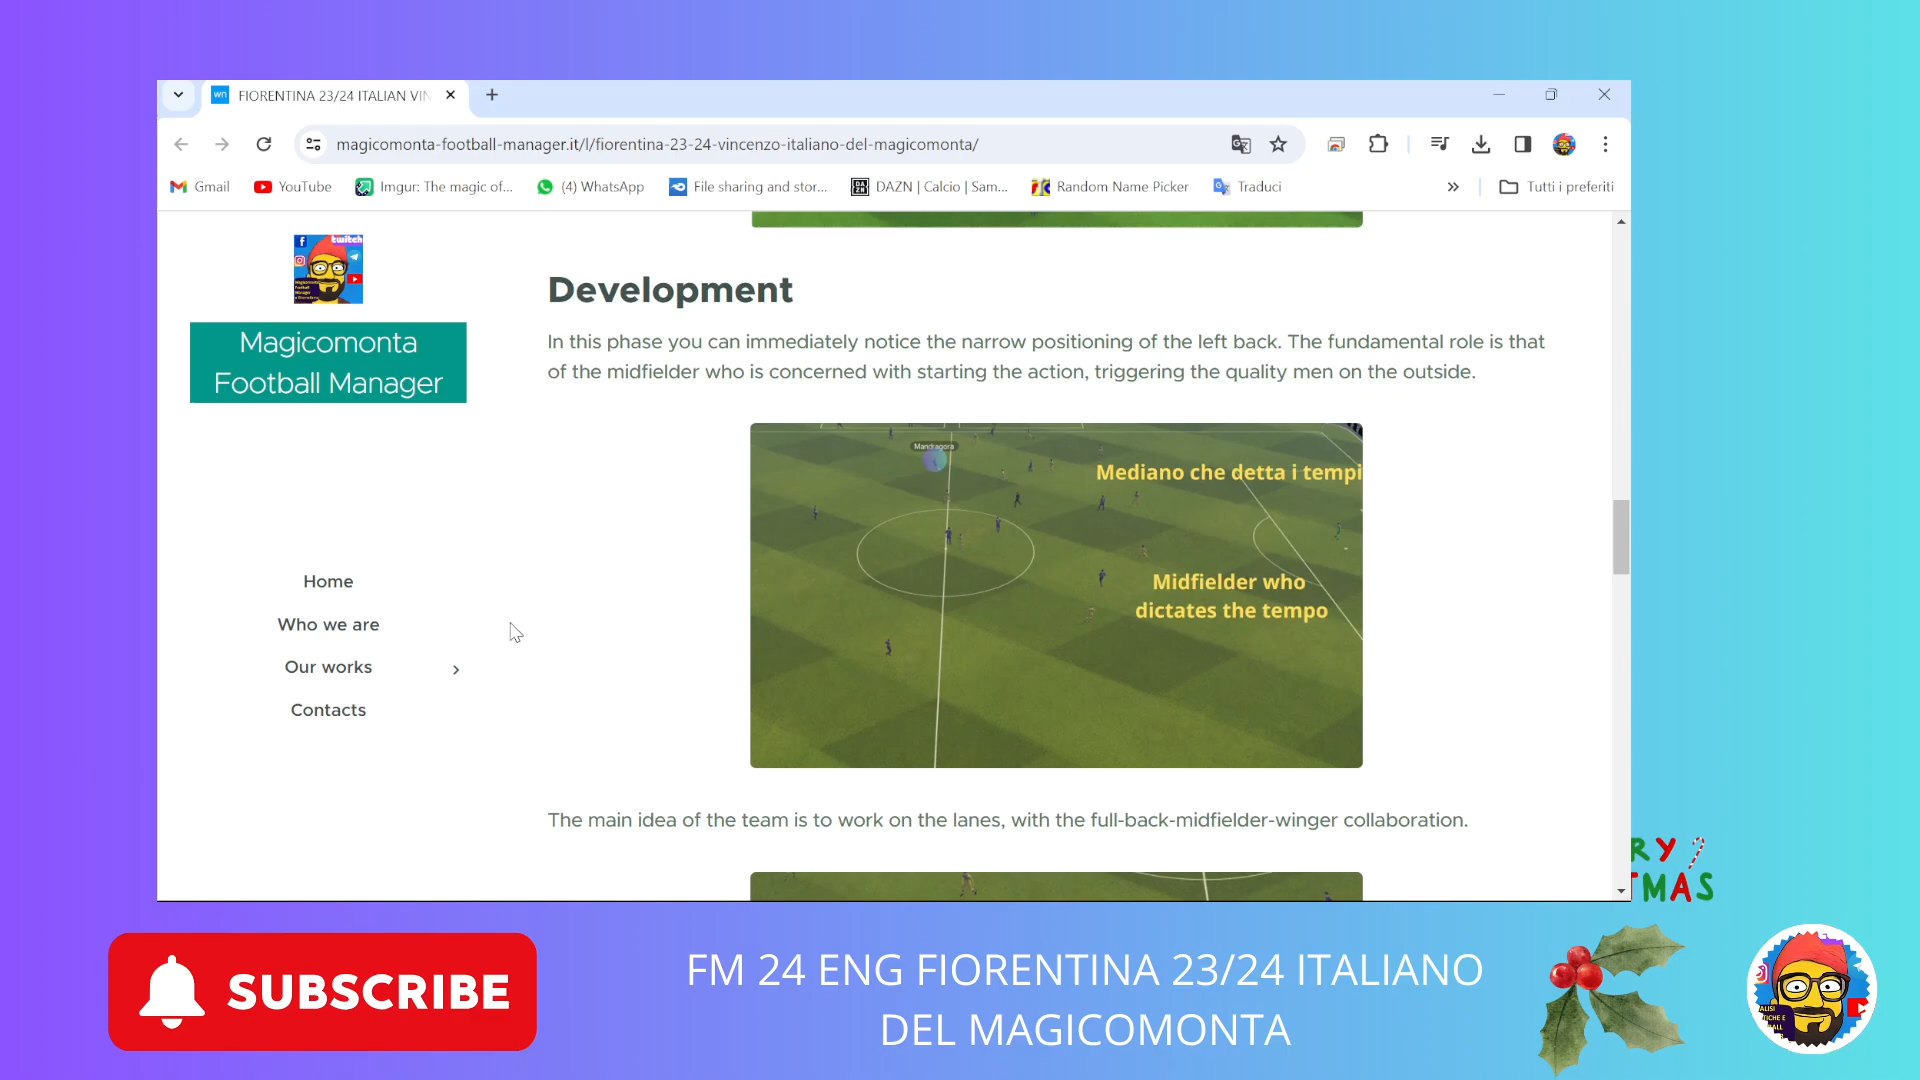 wn FIORENTINA 23/24 ITALIAN VIN
magicomonta-football-manager.it/l/fiorentina-23-24-vincenzo-italiano-del-magicomonta/
Gmail YouTube Imgur: The magic of... (4) WhatsApp File sharing and stor... DAZN | Calcio | Sam... Random Name Picker Traduci » Tutti i preferiti
twitch
Magicomonta
Football Manager
Home
Who we are
Our works
Contacts
Development
In this phase you can immediately notice the narrow positioning of the left back. The fundamental role is that
of the midfielder who is concerned with starting the action, triggering the quality men on the outside.
Mandragora
Mediano che detta i tempi
Midfielder who
dictates the tempo
The main idea of the team is to work on the lanes, with the full-back-midfielder-winger collaboration.
RY
TMAS
SUBSCRIBE
FM 24 ENG FIORENTINA 23/24 ITALIANO
DEL MAGICOMONTA